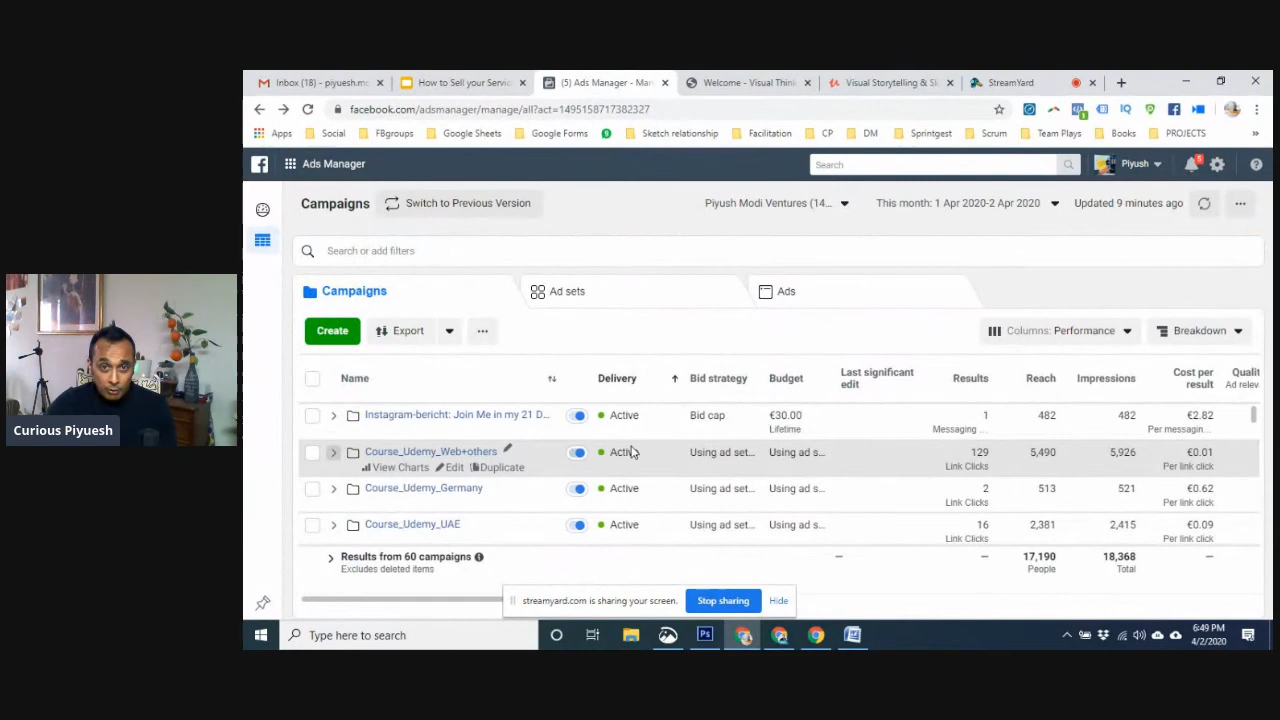 Inbox (18) - piyuesh.mc
How to Sell your Servic
(5) Ads Manager - Man
Welcome - Visual Think
Visual Storytelling & Sk
StreamYard
facebook.com/adsmanager/manage/all?act=1495158717382327
Apps
Social
FBgroups
Google Sheets
Google Forms
Sketch relationship
Facilitation
CP
DM
Sprintgest
Scrum
Team Plays
Books
PROJECTS
Ads Manager
Search
Piyush
Campaigns
Switch to Previous Version
Piyush Modi Ventures (14...
This month: 1 Apr 2020-2 Apr 2020
Updated 9 minutes ago
Search or add filters
Campaigns
Ad sets
Ads
Create
Export
Columns: Performance
Breakdown
Name
Delivery
Bid strategy
Budget
Last significant
edit
Results
Reach
Impressions
Cost per
result
Qualit
Ad relev
Instagram-bericht: Join Me in my 21 D...
Active
Bid cap
€30.00
Lifetime
1
Messaging ...
482
482
€2.82
Per messagin...
Course_Udemy_Web+others
View Charts
Edit
Duplicate
Active
Using ad set...
Using ad s...
129
Link Clicks
5,490
5,926
€0.01
Per link click
Course_Udemy_Germany
Active
Using ad set...
Using ad s...
2
Link Clicks
513
521
€0.62
Per link click
Course_Udemy_UAE
Active
Using ad set...
Using ad s...
16
Link Clicks
2,381
2,415
€0.09
Per link click
Results from 60 campaigns
Excludes deleted items
—
—
17,190
People
18,368
Total
—
streamyard.com is sharing your screen.
Stop sharing
Hide
Type here to search
6:49 PM
4/2/2020
Curious Piyuesh